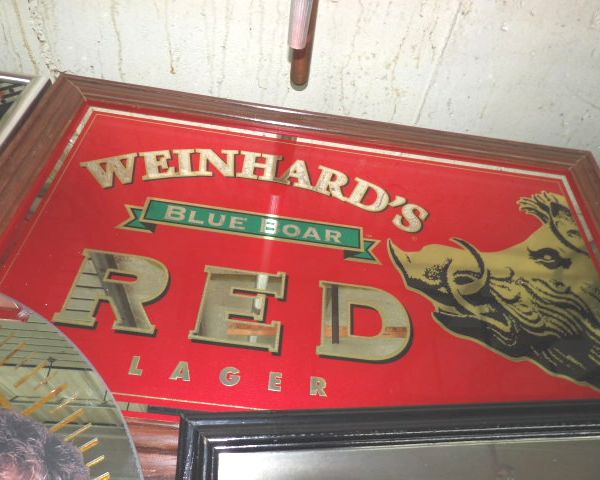 WEINHARD'S
BLUE BOAR
RED
LAGER